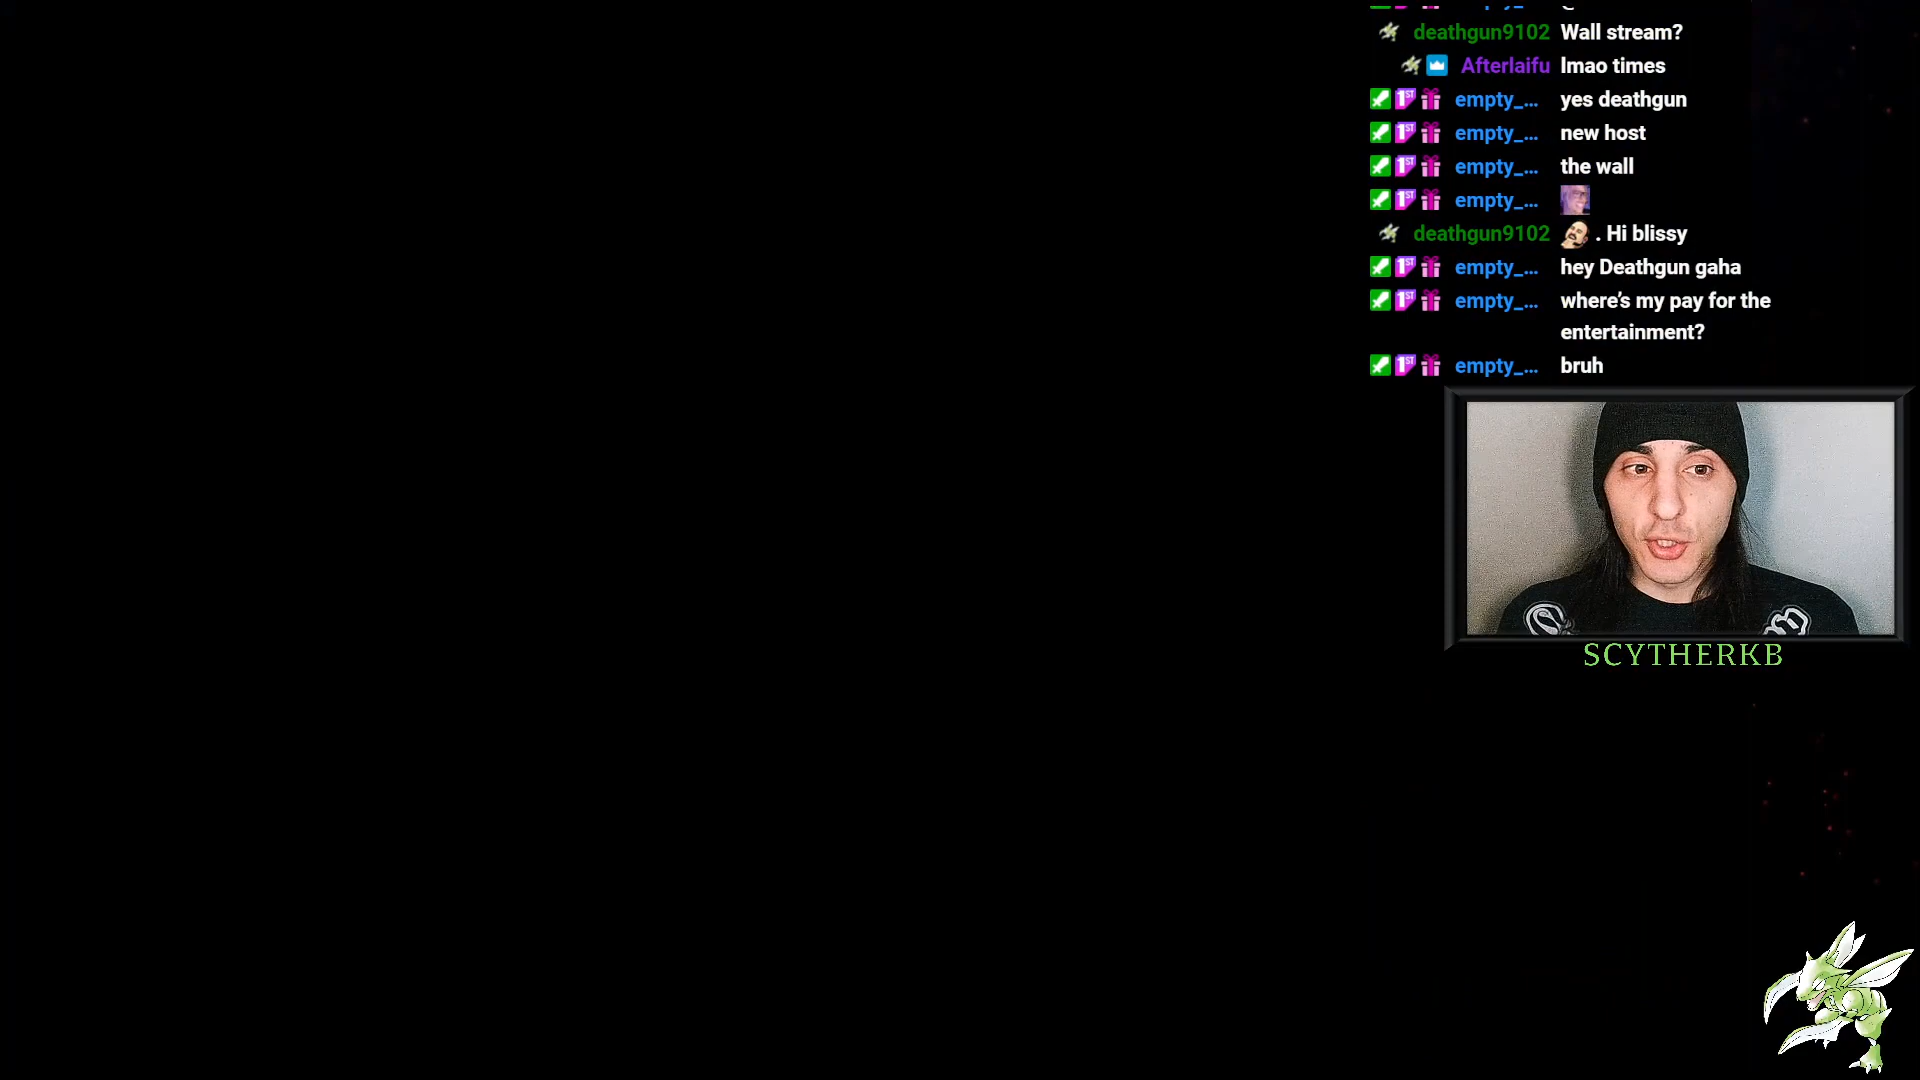 deathgun9102 Wall stream?
Afterlaifu lmao times
empty_... yes deathgun
empty_... new host
empty_... the wall
empty_...
deathgun9102 . Hi blissy
empty_... hey Deathgun gaha
empty_... where's my pay for the
entertainment?
empty_... bruh
SCYTHERKB